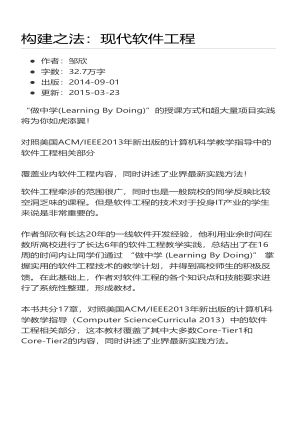 构建之法：现代软件工程
作者：邹欣
字数：32.7万字
出版：2014-09-01
更新：2015-03-23
“做中学(Learning By Doing)”的授课方式和超大量项目实践
将为你如虎添翼！
对照美国ACM/IEEE2013年新出版的计算机科学教学指导中的
软件工程相关部分
覆盖业内软件工程内容，同时讲述了业界最新实践方法！
软件工程牵涉的范围很广，同时也是一般院校的同学反映比较
空洞乏味的课程。但是软件工程的技术对于投身IT产业的学生
来说是非常重要的。
作者邹欣有长达20年的一线软件开发经验，他利用业余时间在
数所高校进行了长达6年的软件工程教学实践，总结出了在16
周的时间内让同学们通过 “做中学 (Learning By Doing)” 掌
握实用的软件工程技术的教学计划，并得到高校师生的积极反
馈。在此基础上，作者对软件工程的各个知识点和技能要求进
行了系统性整理，形成教材。
本书共分17章，对照美国ACM/IEEE2013年新出版的计算机科
学教学指导（Computer ScienceCurricula 2013）中的软件
工程相关部分，这本教材覆盖了其中大多数Core-Tier1和
Core-Tier2的内容，同时讲述了业界最新实践方法。